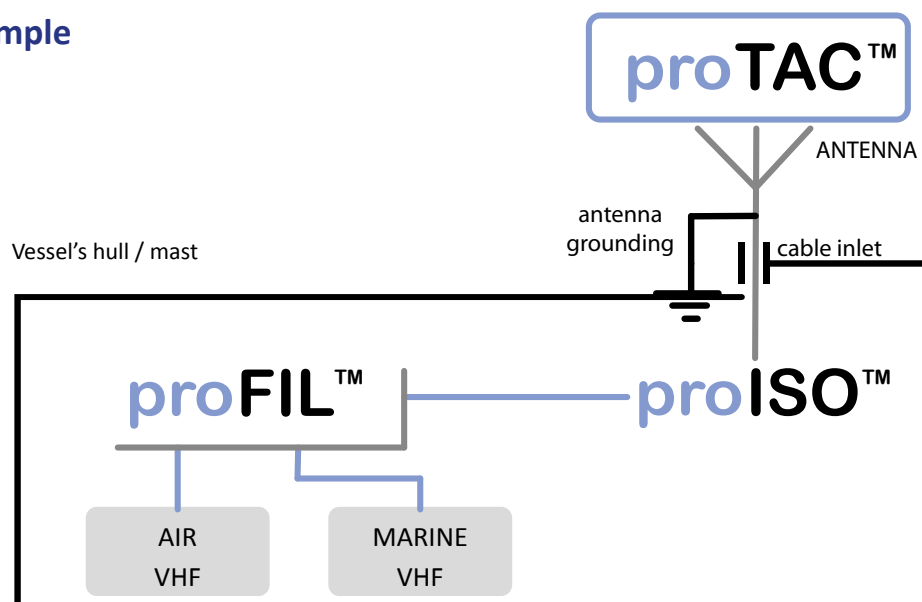 mple
proTAC™
ANTENNA
antenna
grounding
cable inlet
Vessel's hull / mast
proFIL™
proISO™
AIR
VHF
MARINE
VHF